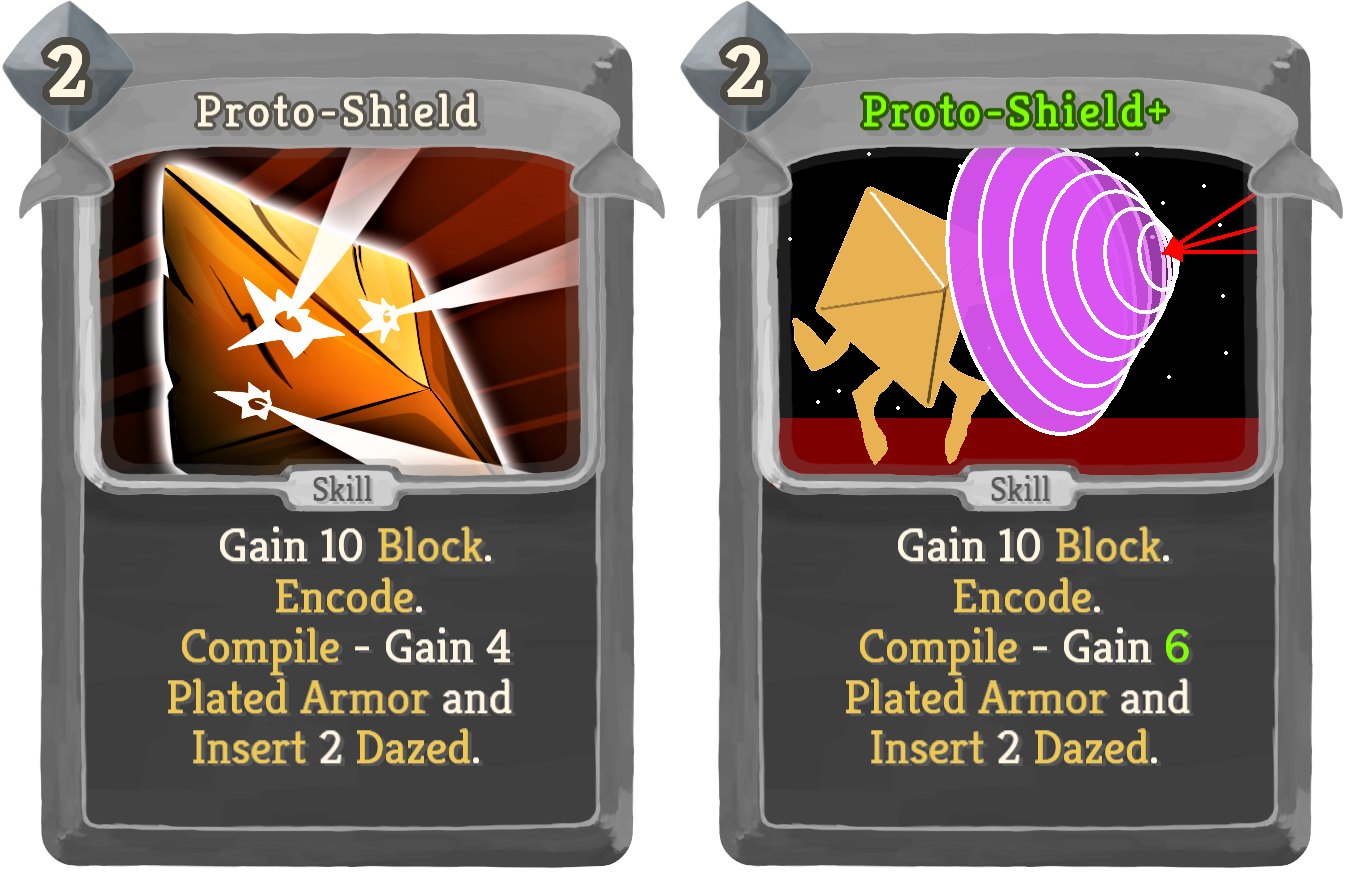 2
Proto-Shield
Skill
Gain 10 Block.
Encode.
Compile - Gain 4
Plated Armor and
Insert 2 Dazed.
2
Proto-Shield+
Skill
Gain 10 Block.
Encode.
Compile - Gain 6
Plated Armor and
Insert 2 Dazed.